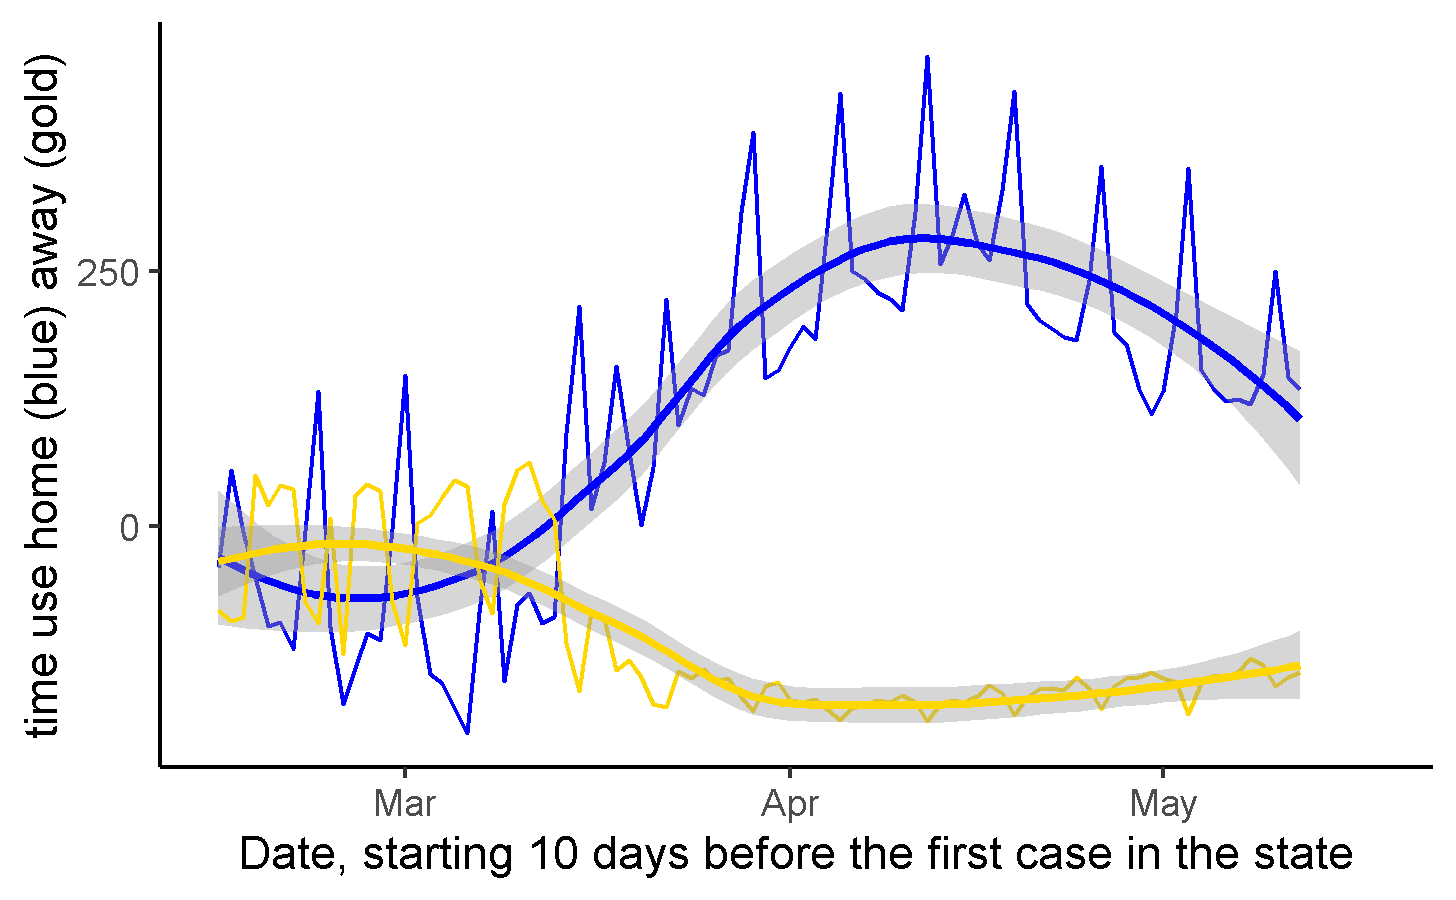 time use home (blue) away (gold)
250
0
Mar Apr May
Date, starting 10 days before the first case in the state